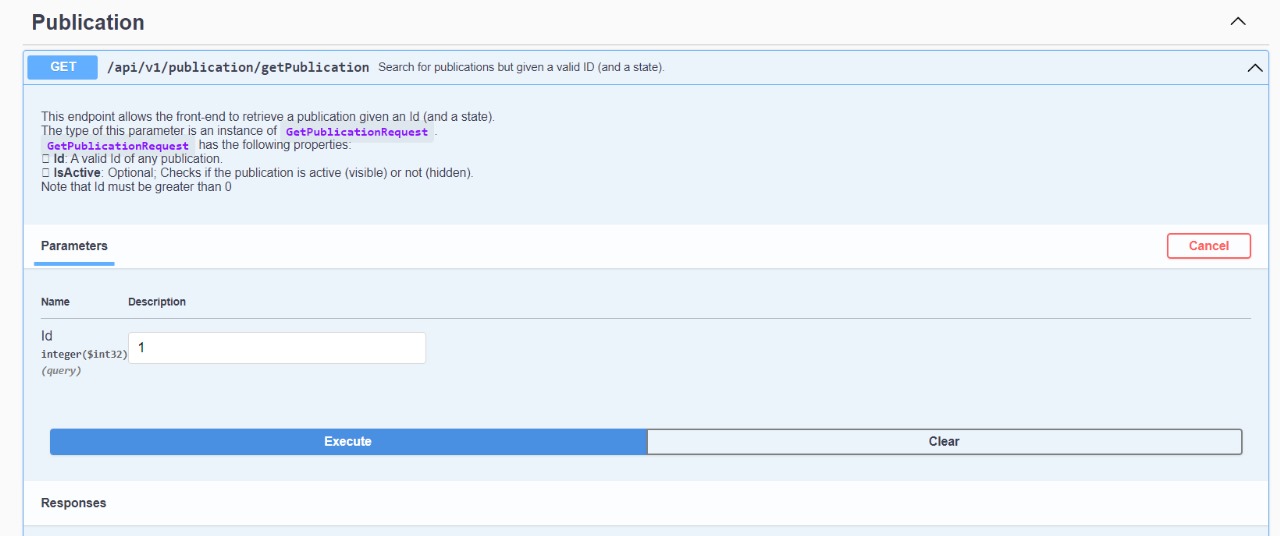 Publication
GET /api/v1/publication/getPublication Search for publications but given a valid ID (and a state).
This endpoint allows the front-end to retrieve a publication given an Id (and a state).
The type of this parameter is an instance of GetPublicationRequest .
GetPublicationRequest has the following properties:
Id: A valid Id of any publication.
IsActive: Optional; Checks if the publication is active (visible) or not (hidden).
Note that Id must be greater than 0
Parameters Cancel
Name Description
Id
integer($int32) 1
(query)
Execute Clear
Responses